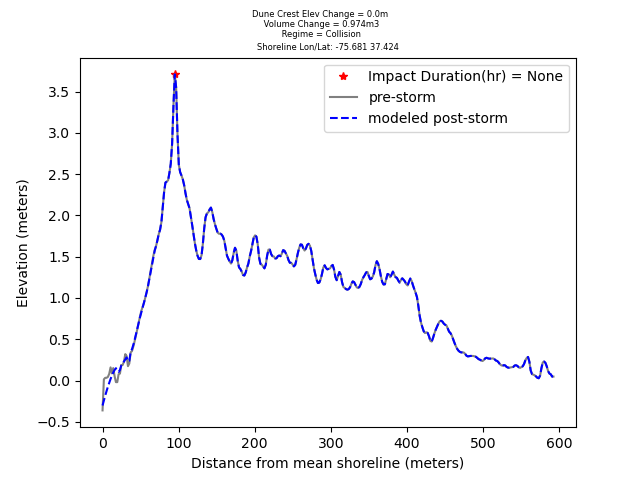 Dune Crest Elev Change = 0.0m
Volume Change = 0.974m3
Regime = Collision
Shoreline Lon/Lat: -75.681 37.424
Impact Duration(hr) = None
pre-storm
modeled post-storm
Elevation (meters)
3.5
3.0
2.5
2.0
1.5
1.0
0.5
0.0
−0.5
0 100 200 300 400 500 600
Distance from mean shoreline (meters)